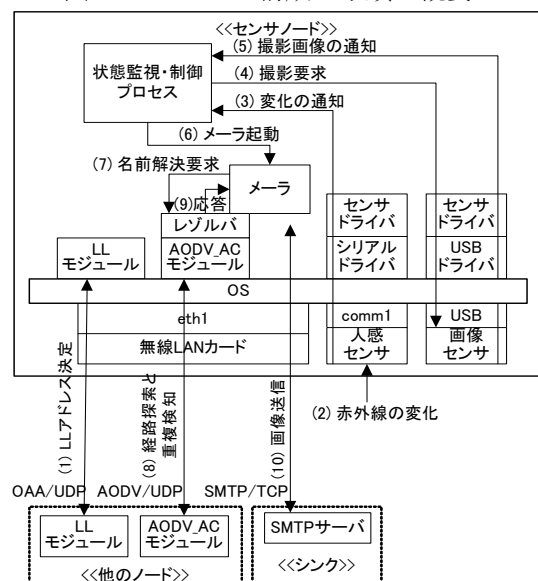 <<センサノード>>
(5) 撮影画像の通知
(4) 撮影要求
(3) 変化の通知
状態監視・制御
プロセス
(6) メーラ起動
(7) 名前解決要求
メーラ
(9)応答
レゾルバ
LL
モジュール
AODV_AC
モジュール
センサ
ドライバ
シリアル
ドライバ
センサ
ドライバ
USB
ドライバ
OS
eth1
無線LANカード
comm1
人感
センサ
USB
画像
センサ
(1) LLアドレス決定
(8) 経路探索と
重複検知
(10) 画像送信
(2) 赤外線の変化
OAA/UDP
AODV/UDP
SMTP/TCP
LL
モジュール
AODV_AC
モジュール
<<他のノード>>
SMTPサーバ
<<シンク>>